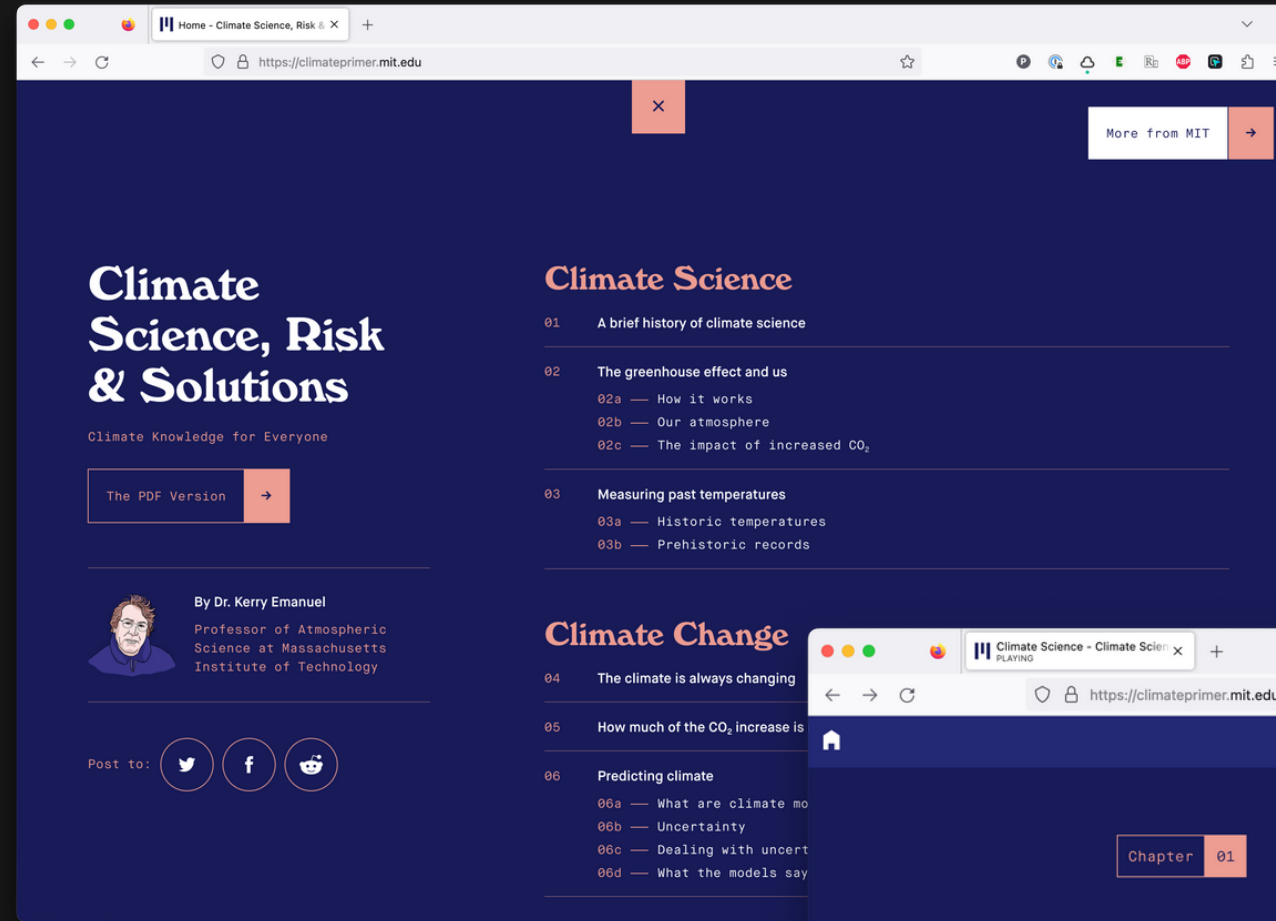 Home - Climate Science, Risk &
https://climateprimer.mit.edu
P
E
ABP
More from MIT
Climate
Science, Risk
& Solutions
Climate Knowledge for Everyone
The PDF Version
By Dr. Kerry Emanuel
Professor of Atmospheric
Science at Massachusetts
Institute of Technology
Post to:
Climate Science
01 A brief history of climate science
02 The greenhouse effect and us
02a — How it works
02b — Our atmosphere
02c — The impact of increased CO₂
03 Measuring past temperatures
03a — Historic temperatures
03b — Prehistoric records
Climate Change
04 The climate is always changing
05 How much of the CO₂ increase is
06 Predicting climate
06a — What are climate mo
06b — Uncertainty
06c — Dealing with uncert
06d — What the models say
Climate Science - Climate Scien
PLAYING
https://climateprimer.mit.edu
Chapter 01